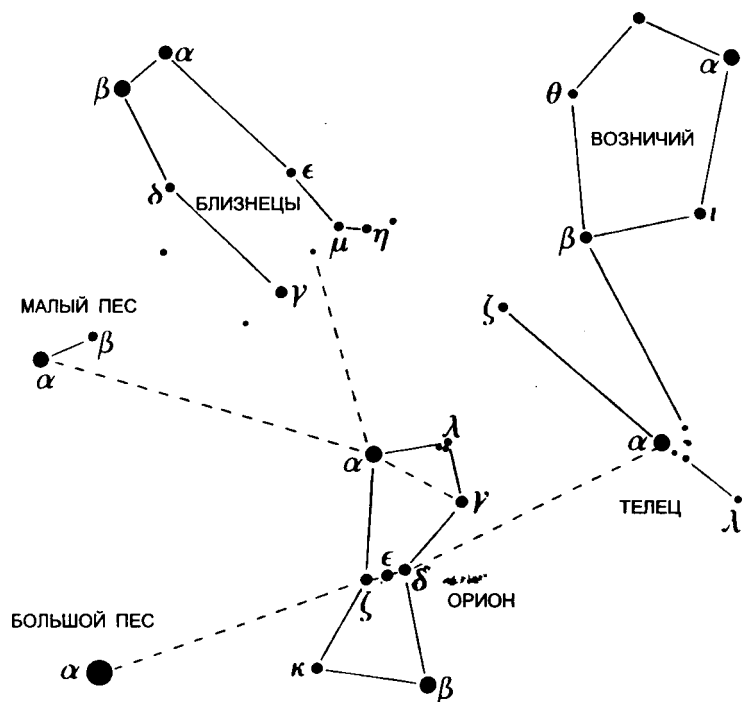 α
β
α
θ
ВОЗНИЧИЙ
ε
δ
БЛИЗНЕЦЫ
ι
μ
η
β
γ
МАЛЫЙ ПЕС
ζ
β
α
λ
α
α
γ
ТЕЛЕЦ
λ
ε
δ
ζ
ОРИОН
БОЛЬШОЙ ПЕС
α
κ
β